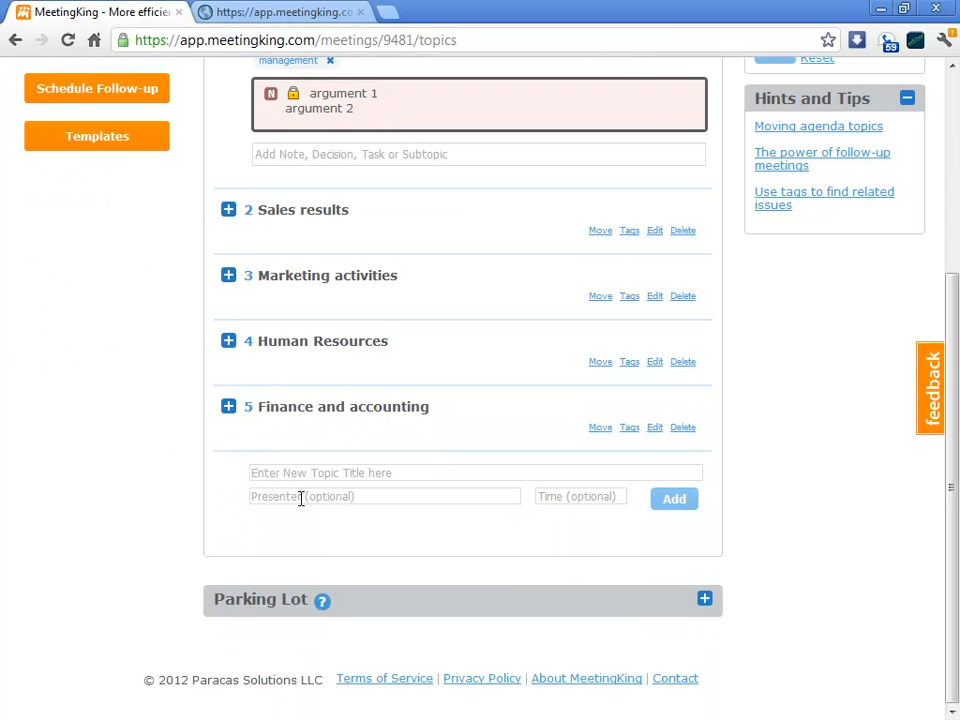 MeetingKing - More efficie
https://app.meetingking.co
https://app.meetingking.com/meetings/9481/topics
59
management
Reset
Schedule Follow-up
Templates
N argument 1
argument 2
Add Note, Decision, Task or Subtopic
Hints and Tips
Moving agenda topics
The power of follow-up
meetings
Use tags to find related
issues
2 Sales results
Move Tags Edit Delete
3 Marketing activities
Move Tags Edit Delete
4 Human Resources
Move Tags Edit Delete
5 Finance and accounting
Move Tags Edit Delete
Enter New Topic Title here
Presenter (optional)
Time (optional)
Add
feedback
Parking Lot ?
© 2012 Paracas Solutions LLC Terms of Service | Privacy Policy | About MeetingKing | Contact